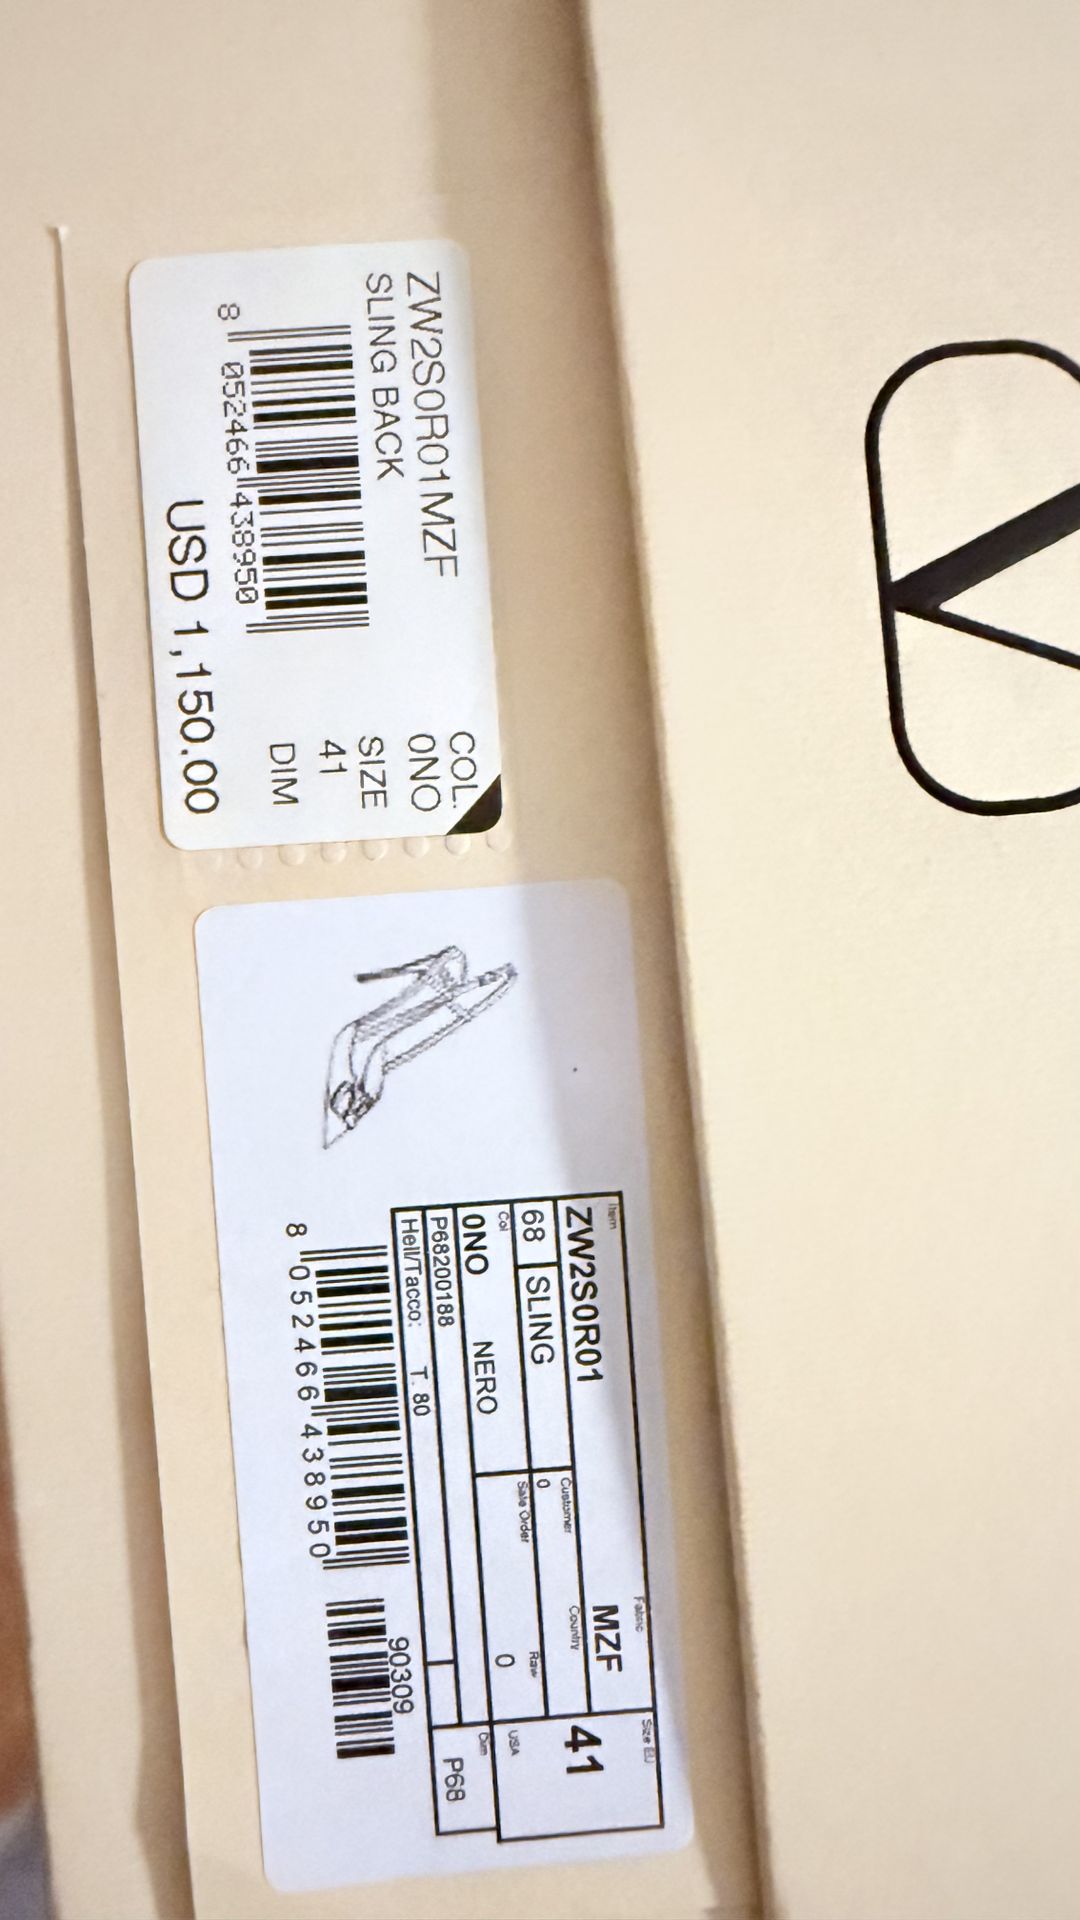 ZW2S0R01MZF
SLING BACK
8 052466 438950
USD 1,150.00
COL.
0NO
SIZE
41
DIM
Item
ZW2S0R01
Fabric
MZF
Size EU
41
68 SLING
Customer
0
Country
Col
0NO NERO
Sale Order
Raw
0
USA
P68200188
Dim
P68
Hell/Tacco: T. 80
8 052466 438950
90309